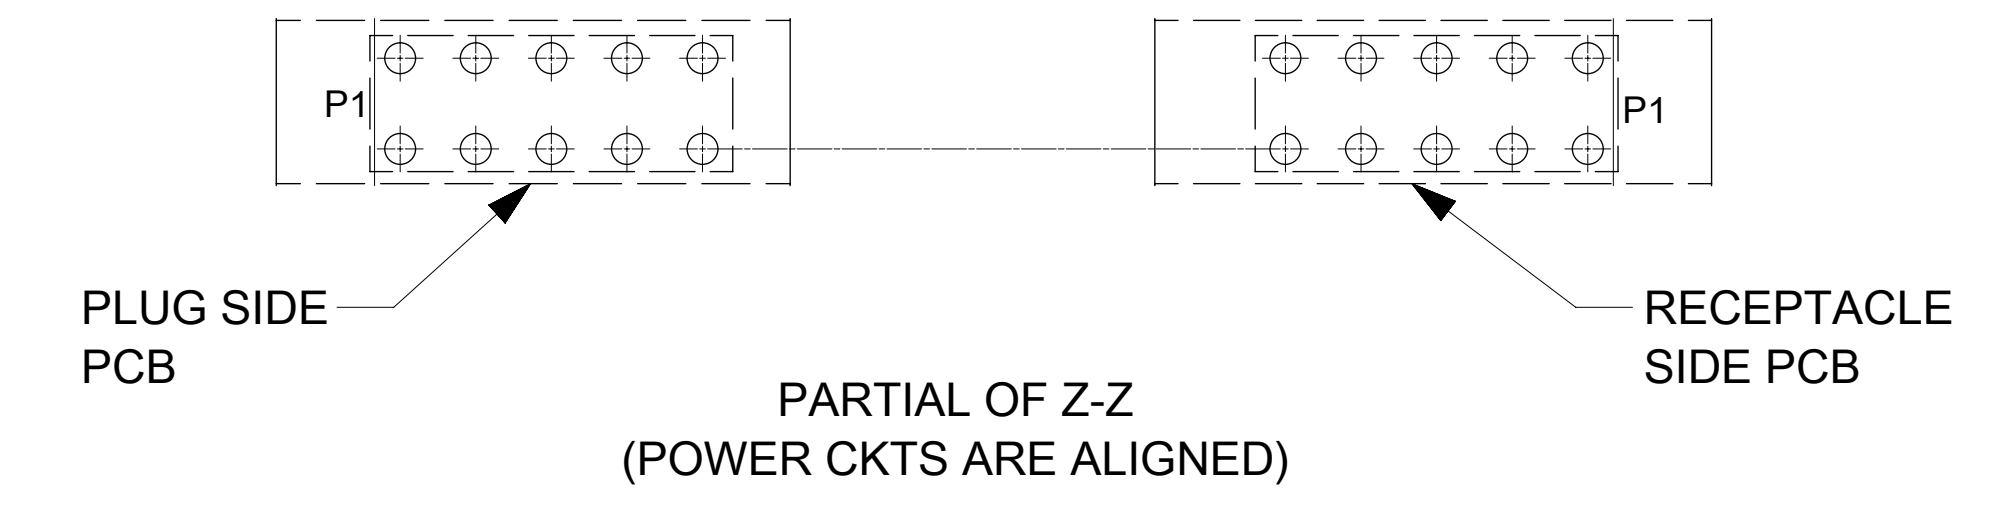 P1
P1
PLUG SIDE
PCB
RECEPTACLE
SIDE PCB
PARTIAL OF Z-Z
(POWER CKTS ARE ALIGNED)